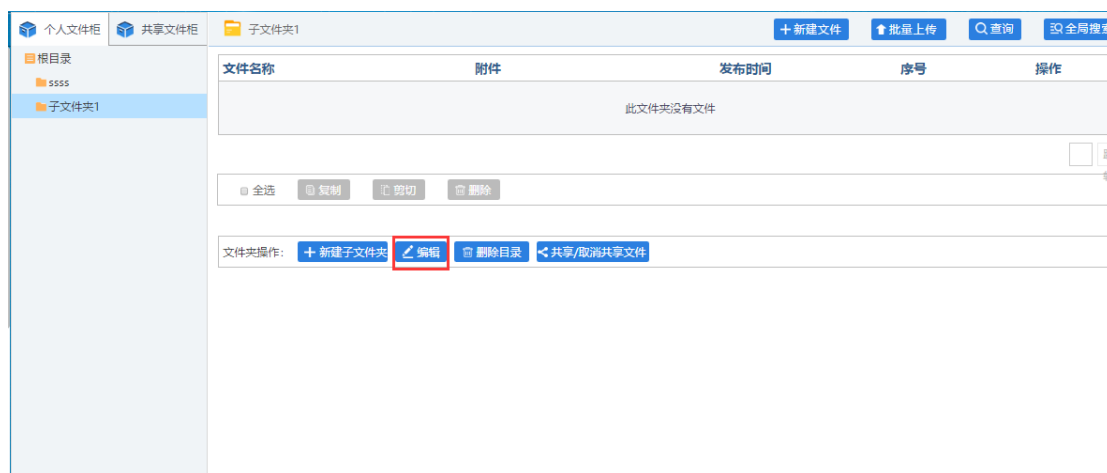 个人文件柜 共享文件柜 子文件夹1 新建文件 批量上传 查询 全局搜索
根目录
ssss
子文件夹1
文件名称 附件 发布时间 序号 操作
此文件夹没有文件
全选 复制 剪切 删除
文件夹操作: 新建子文件夹 编辑 删除目录 共享/取消共享文件